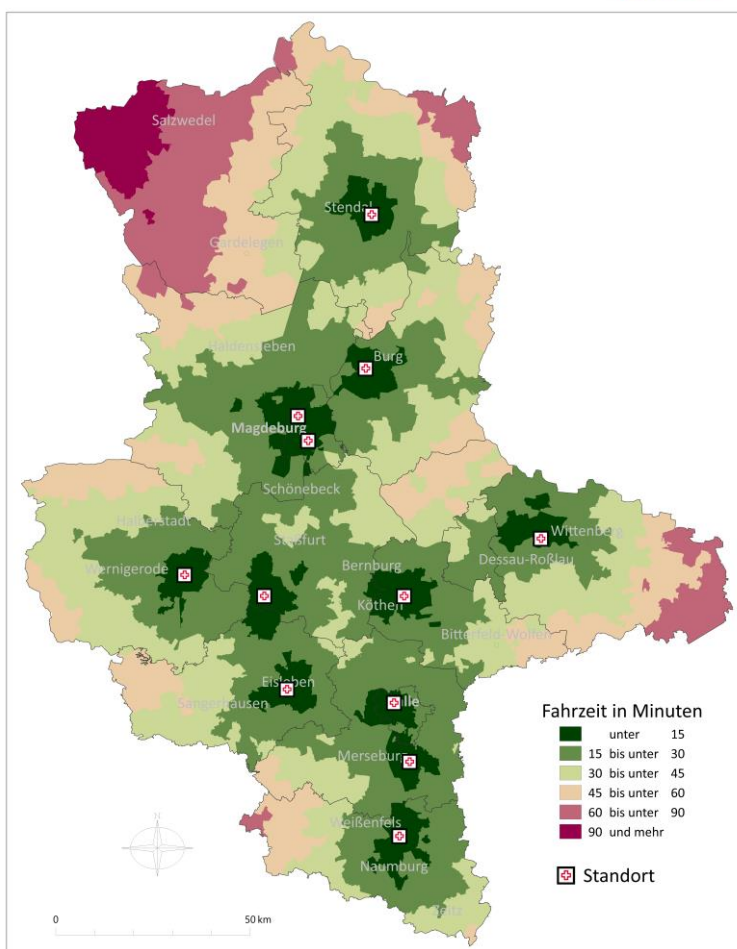 Salzwedel
Stendal
Gardelegen
Haldensleben
Burg
Magdeburg
Schönebeck
Halberstadt
Staßfurt
Wittenberg
Wernigerode
Bernburg
Dessau-Roßlau
Köthen
Bitterfeld-Wolfen
Eisleben
Sangerhausen
Halle
Merseburg
Weißenfels
Naumburg
Zeitz
Fahrzeit in Minuten
unter 15
15 bis unter 30
30 bis unter 45
45 bis unter 60
60 bis unter 90
90 und mehr
Standort
N
0 50 km